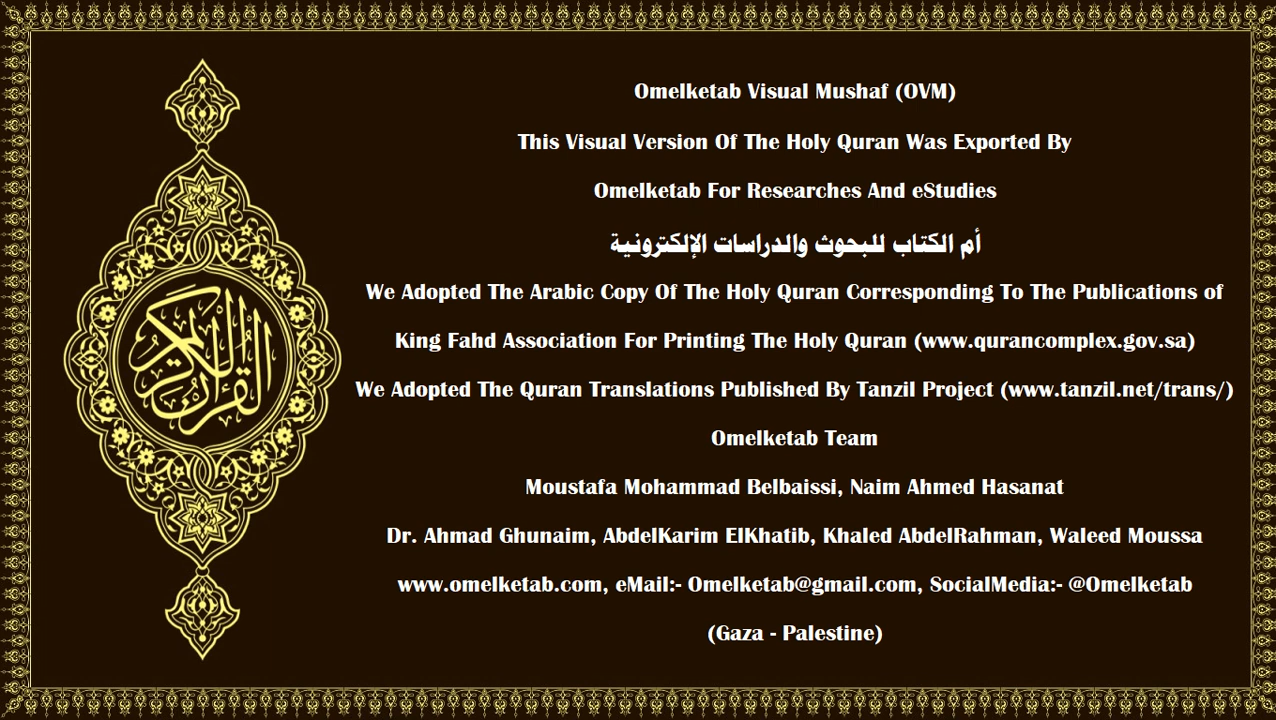 Omelketab Visual Mushaf (OVM)
This Visual Version Of The Holy Quran Was Exported By
Omelketab For Researches And eStudies
أم الكتاب للبحوث والدراسات الإلكترونية
We Adopted The Arabic Copy Of The Holy Quran Corresponding To The Publications of
King Fahd Association For Printing The Holy Quran (www.qurancomplex.gov.sa)
We Adopted The Quran Translations Published By Tanzil Project (www.tanzil.net/trans/)
Omelketab Team
Moustafa Mohammad Belbaissi, Naim Ahmed Hasanat
Dr. Ahmad Ghunaim, AbdelKarim ElKhatib, Khaled AbdelRahman, Waleed Moussa
www.omelketab.com, eMail:- Omelketab@gmail.com, SocialMedia:- @Omelketab
(Gaza - Palestine)
القرآن الكريم